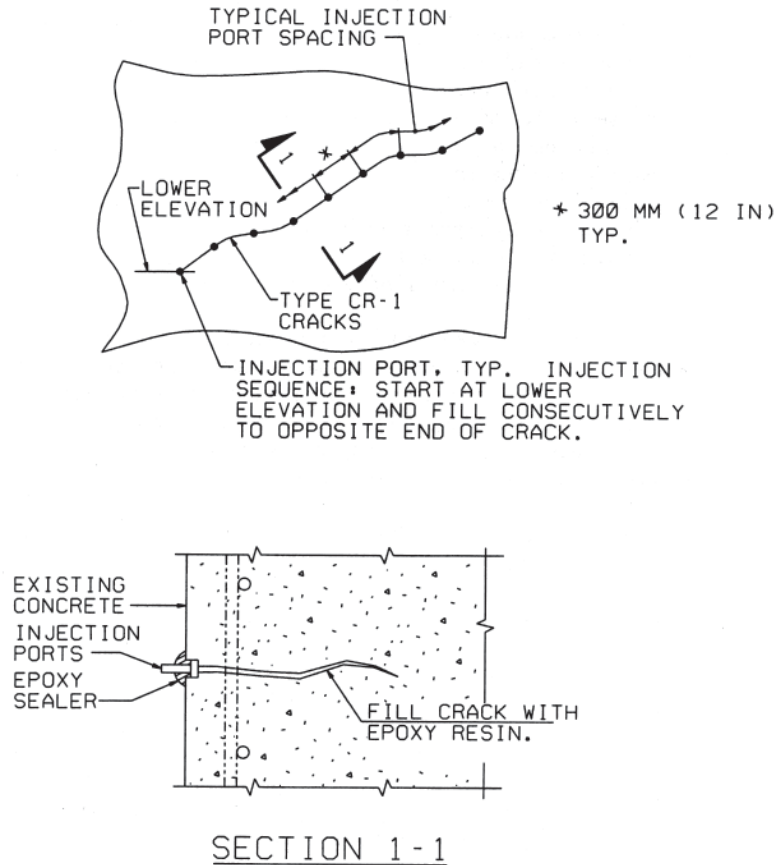 TYPICAL INJECTION
PORT SPACING
1
*
LOWER
ELEVATION
* 300 MM (12 IN)
TYP.
1
TYPE CR-1
CRACKS
INJECTION PORT, TYP. INJECTION
SEQUENCE: START AT LOWER
ELEVATION AND FILL CONSECUTIVELY
TO OPPOSITE END OF CRACK.
EXISTING
CONCRETE
INJECTION
PORTS
EPOXY
SEALER
FILL CRACK WITH
EPOXY RESIN.
SECTION 1-1